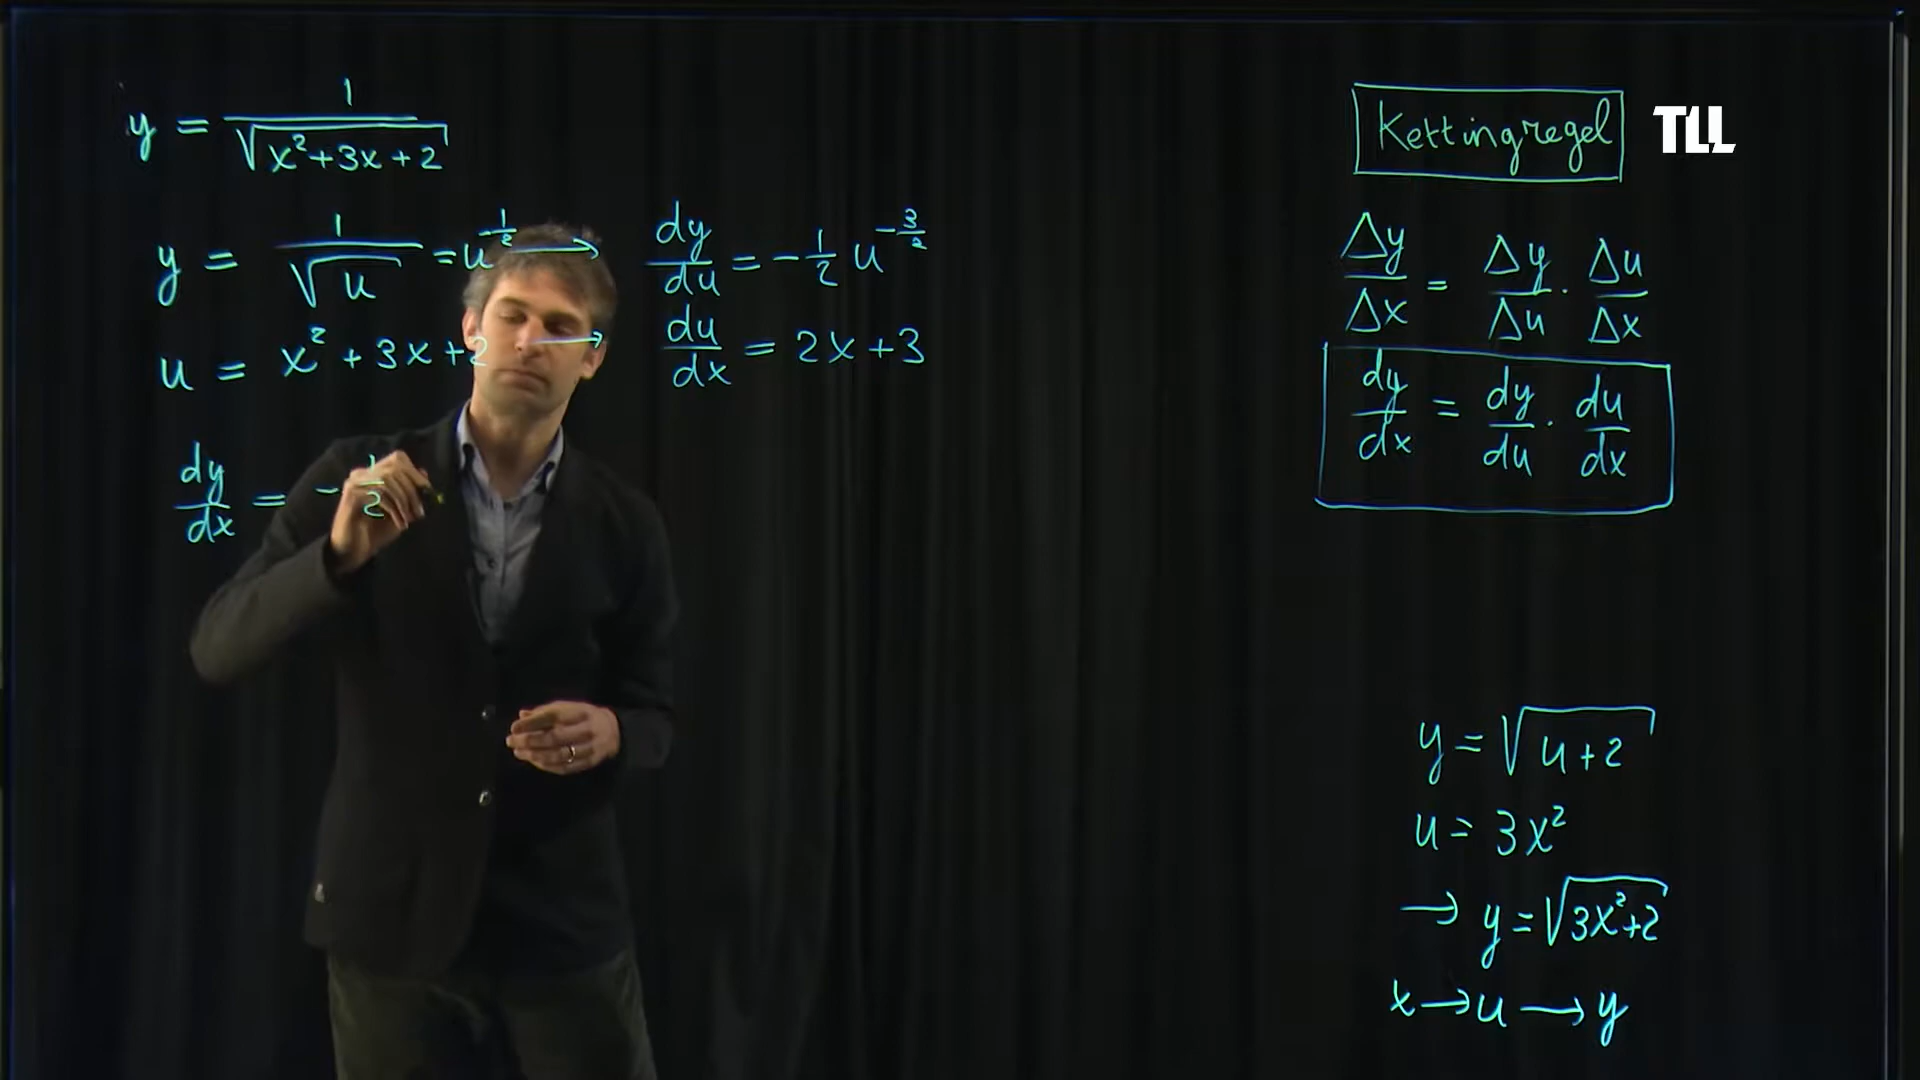 y = 1/√(x²+3x+2)
y = 1/√u = u^(-1/2) → dy/du = -1/2 u^(-3/2)
u = x² + 3x + 2 → du/dx = 2x+3
dy/dx = - 1/2
Kettingregel
TLL
Δy/Δx = Δy/Δu · Δu/Δx
dy/dx = dy/du · du/dx
y = √(u+2)
u = 3x²
→ y = √(3x²+2)
x → u → y